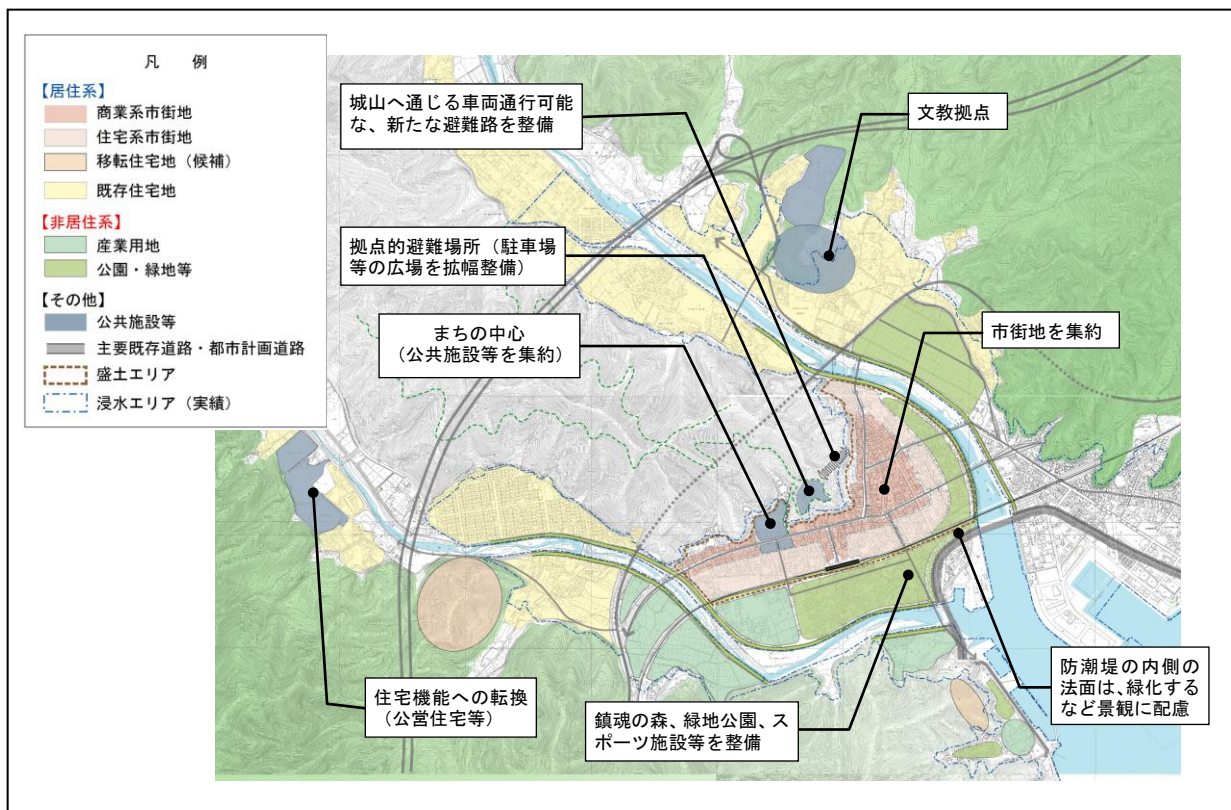 凡 例
【居住系】
商業系市街地
住宅系市街地
移転住宅地（候補）
既存住宅地
【非居住系】
産業用地
公園・緑地等
【その他】
公共施設等
主要既存道路・都市計画道路
盛土エリア
浸水エリア（実績）
城山へ通じる車両通行可能
な、新たな避難路を整備
文教拠点
拠点的避難場所（駐車場
等の広場を拡幅整備）
まちの中心
（公共施設等を集約）
市街地を集約
住宅機能への転換
（公営住宅等）
鎮魂の森、緑地公園、ス
ポーツ施設等を整備
防潮堤の内側の
法面は、緑化する
など景観に配慮